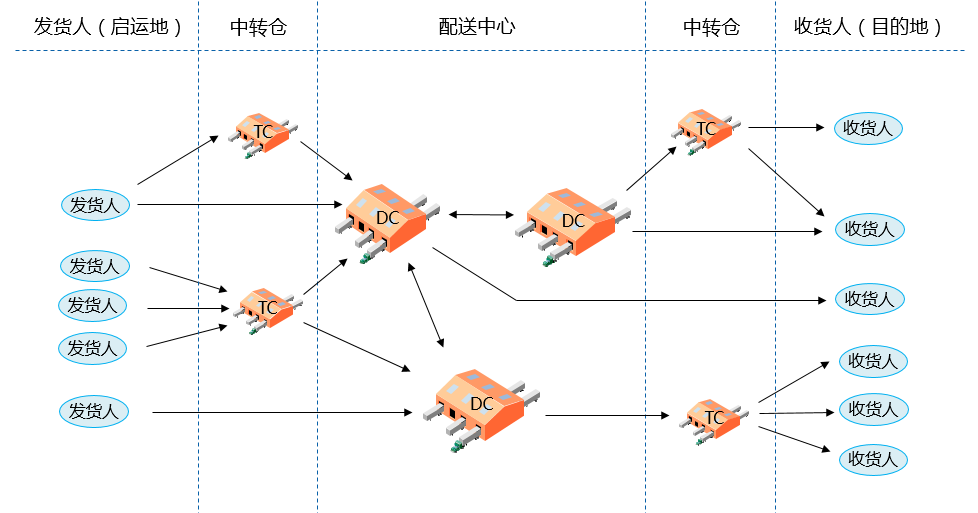 发货人（启运地）
中转仓
配送中心
中转仓
收货人（目的地）
TC
TC
收货人
发货人
DC
DC
收货人
发货人
发货人
TC
收货人
发货人
收货人
发货人
DC
TC
收货人
收货人